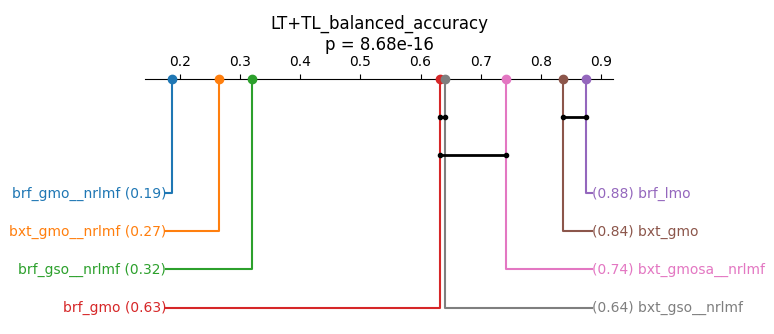 LT+TL_balanced_accuracy
p = 8.68e-16
0.2 0.3 0.4 0.5 0.6 0.7 0.8 0.9
brf_gmo__nrlmf (0.19) (0.88) brf_lmo
bxt_gmo__nrlmf (0.27) (0.84) bxt_gmo
brf_gso__nrlmf (0.32) (0.74) bxt_gmosa__nrlmf
brf_gmo (0.63) (0.64) bxt_gso__nrlmf